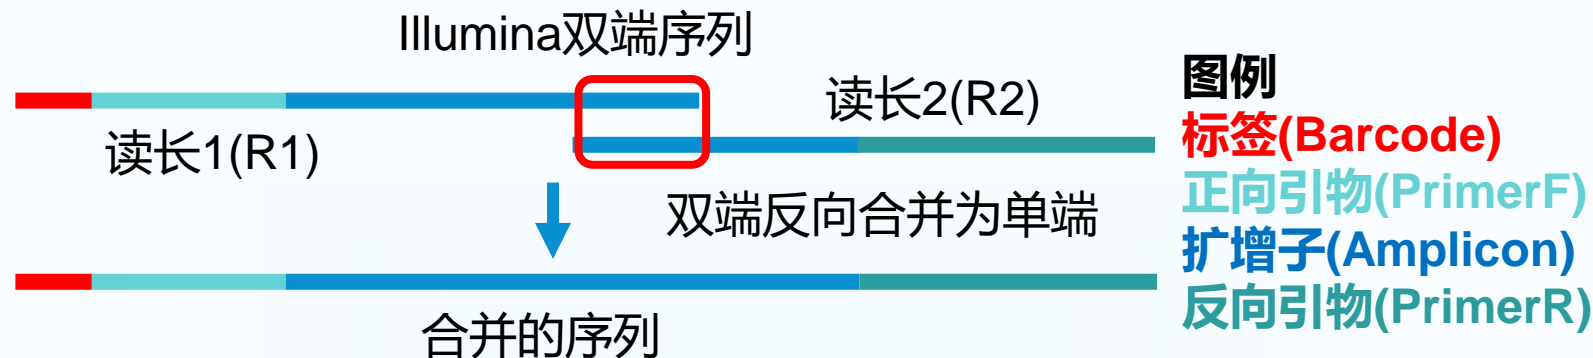 Illumina双端序列
读长1(R1)
读长2(R2)
双端反向合并为单端
合并的序列
图例
标签(Barcode)
正向引物(PrimerF)
扩增子(Amplicon)
反向引物(PrimerR)